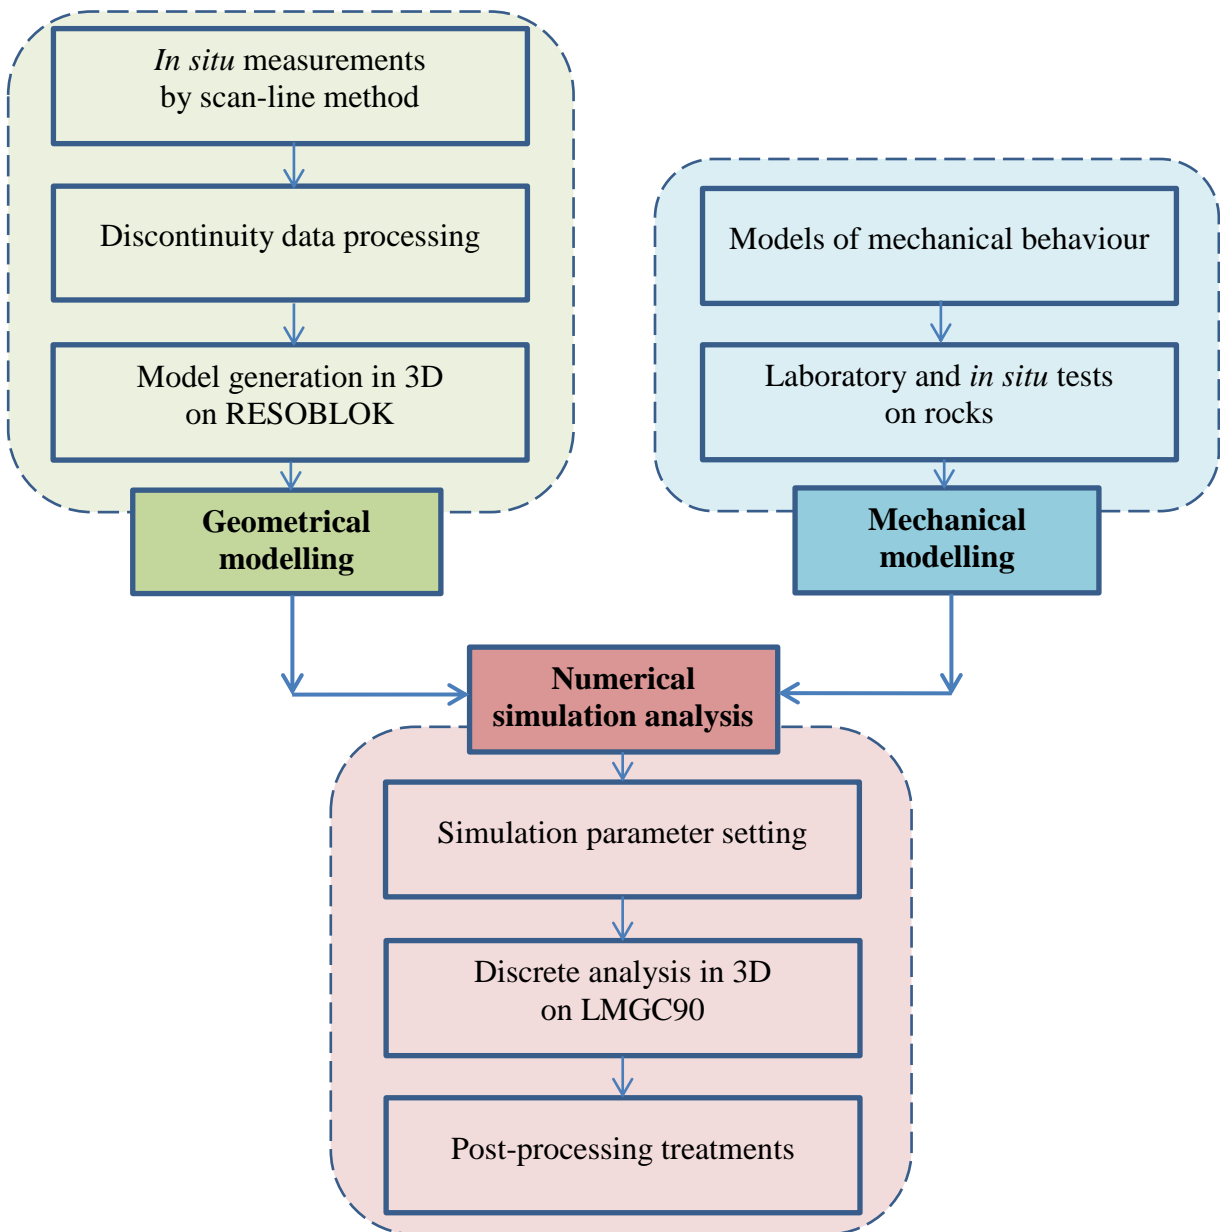 In situ measurements
by scan-line method
Discontinuity data processing
Model generation in 3D
on RESOBLOK
Geometrical
modelling
Models of mechanical behaviour
Laboratory and in situ tests
on rocks
Mechanical
modelling
Numerical
simulation analysis
Simulation parameter setting
Discrete analysis in 3D
on LMGC90
Post-processing treatments